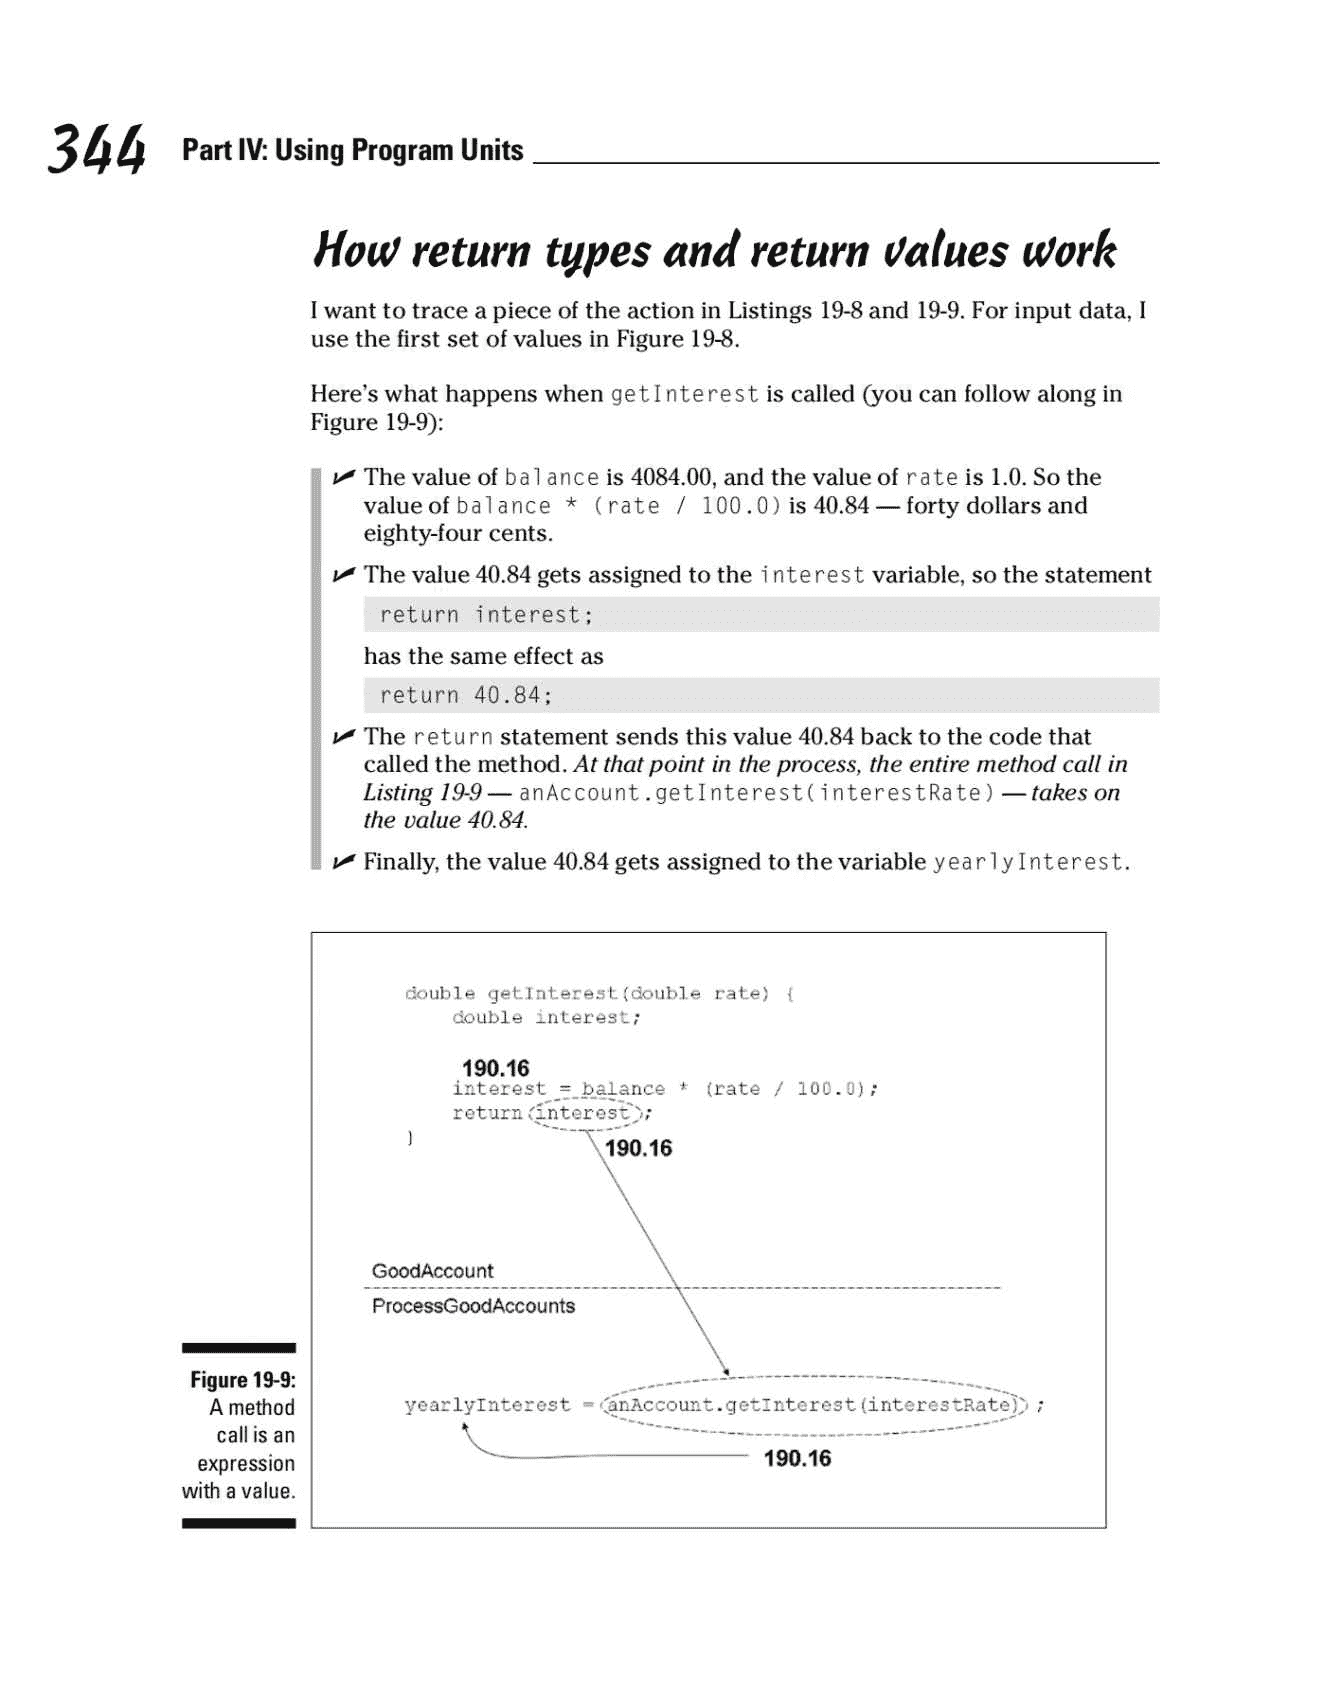 344 Part IV: Using Program Units
How return types and return values work
I want to trace a piece of the action in Listings 19-8 and 19-9. For input data, I
use the first set of values in Figure 19-8.
Here's what happens when getInterest is called (you can follow along in
Figure 19-9):
✓ The value of balance is 4084.00, and the value of rate is 1.0. So the
value of balance * (rate / 100.0) is 40.84 — forty dollars and
eighty-four cents.
✓ The value 40.84 gets assigned to the interest variable, so the statement
return interest;
has the same effect as
return 40.84;
✓ The return statement sends this value 40.84 back to the code that
called the method. At that point in the process, the entire method call in
Listing 19-9 — anAccount.getInterest(interestRate) — takes on
the value 40.84.
✓ Finally, the value 40.84 gets assigned to the variable yearlyInterest.
double getInterest(double rate) {
double interest;
190.16
interest = balance * (rate / 100.0);
return interest;
}
190.16
GoodAccount
ProcessGoodAccounts
yearlyInterest = anAccount.getInterest(interestRate) ;
190.16
Figure 19-9:
A method
call is an
expression
with a value.